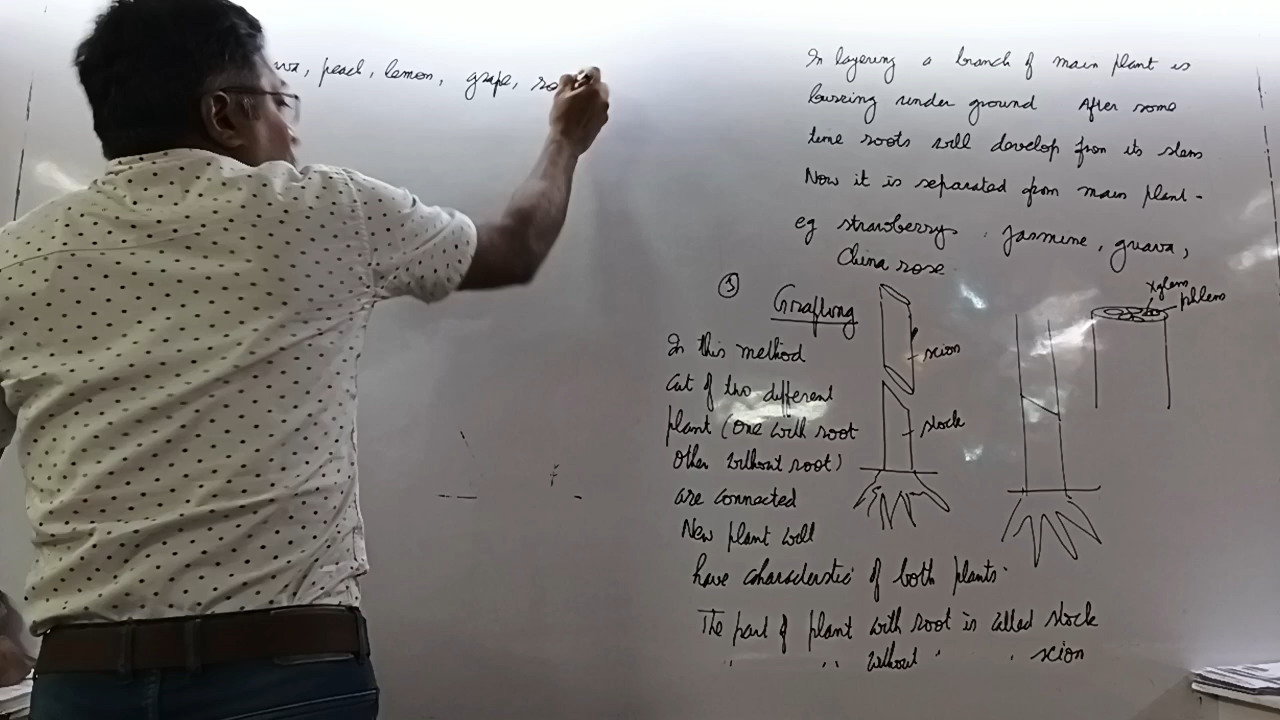 peach, lemon, grape,
In layering a branch of main plant is
bureing under ground After some
time roots will develop from its stem
Now it is separated from main plant -
eg strawberry Jasmine, guava,
China rose
③ Grafting
In this method
cut of two different
plant (one with root
other without root)
are connected
New plant will
have characterstic of both plants
The part of plant with root is called stock
" " without " " scion
scion
stock
xylem
phloem